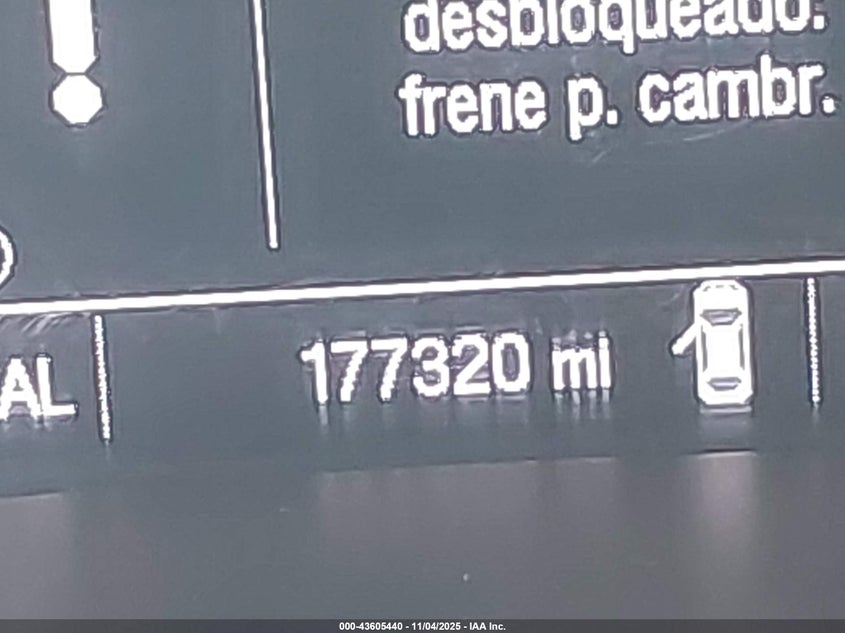 desbloqueado.
frene p. cambr.
AL
177320 mi
000-43605440 - 11/04/2025 - IAA Inc.